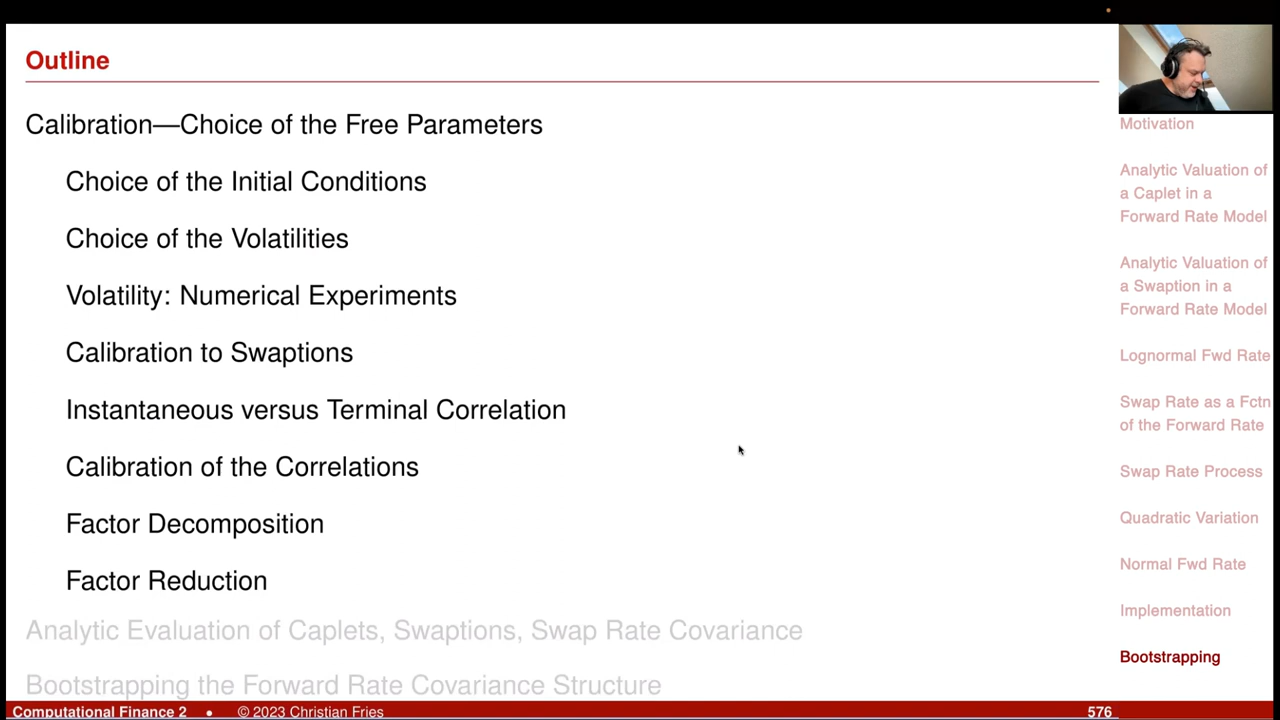 Outline
Calibration—Choice of the Free Parameters
Choice of the Initial Conditions
Choice of the Volatilities
Volatility: Numerical Experiments
Calibration to Swaptions
Instantaneous versus Terminal Correlation
Calibration of the Correlations
Factor Decomposition
Factor Reduction
Analytic Evaluation of Caplets, Swaptions, Swap Rate Covariance
Bootstrapping the Forward Rate Covariance Structure
Motivation
Analytic Valuation of
a Caplet in a
Forward Rate Model
Analytic Valuation of
a Swaption in a
Forward Rate Model
Lognormal Fwd Rate
Swap Rate as a Fctn
of the Forward Rate
Swap Rate Process
Quadratic Variation
Normal Fwd Rate
Implementation
Bootstrapping
Computational Finance 2 • © 2023 Christian Fries 576